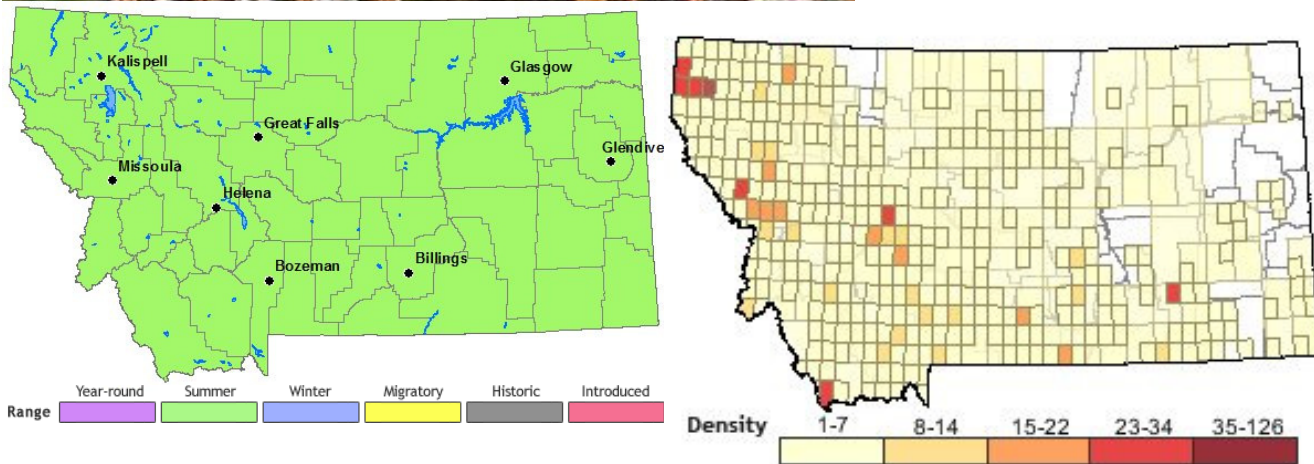 Kalispell
Glasgow
Great Falls
Glendive
Missoula
Helena
Billings
Bozeman
Year-round Summer Winter Migratory Historic Introduced
Range
Density 1-7 8-14 15-22 23-34 35-126